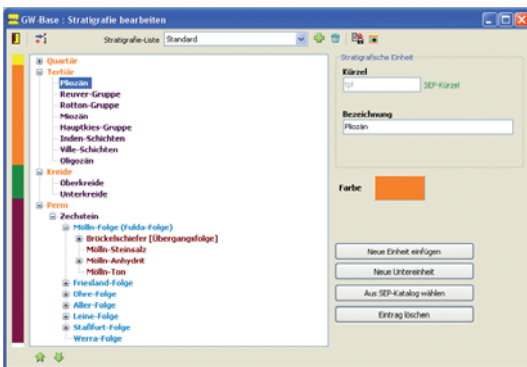 GW-Base : Stratigrafie bearbeiten
Stratigrafie-Liste Standard
Quartär
Tertiär
Pliozän
Reuver-Gruppe
Rotton-Gruppe
Miozän
Hauptkies-Gruppe
Inden-Schichten
Ville-Schichten
Oligozän
Kreide
Oberkreide
Unterkreide
Perm
Zechstein
Mölln-Folge (Fulda-Folge)
Bröckelschiefer [Übergangsfolge]
Mölln-Steinsalz
Mölln-Anhydrit
Mölln-Ton
Friesland-Folge
Ohre-Folge
Aller-Folge
Leine-Folge
Staßfurt-Folge
Werra-Folge
Stratigrafische Einheit
Kürzel
tpl SEP-Kürzel
Bezeichnung
Pliozän
Farbe
Neue Einheit einfügen
Neue Untereinheit
Aus SEP-Katalog wählen
Eintrag löschen